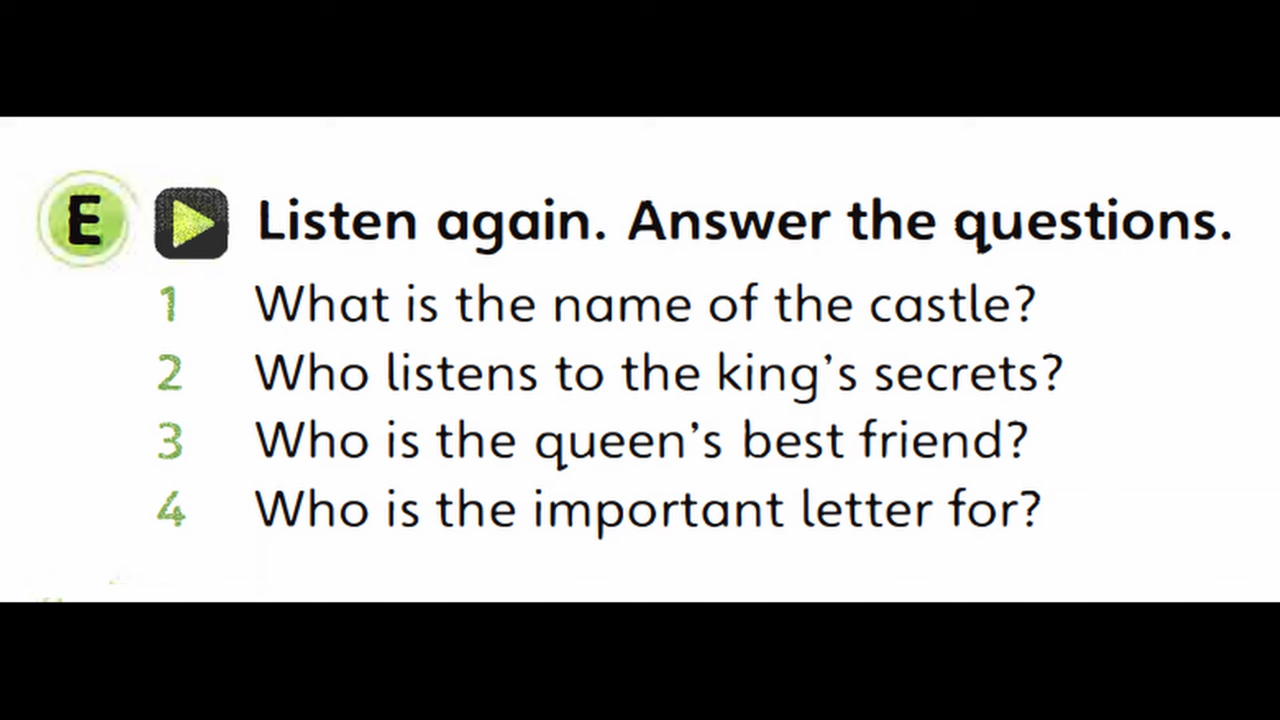 E Listen again. Answer the questions.
1 What is the name of the castle?
2 Who listens to the king's secrets?
3 Who is the queen's best friend?
4 Who is the important letter for?